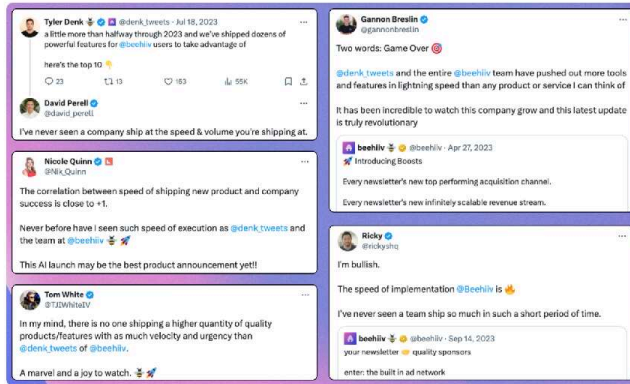 Tyler Denk @denk_tweets · Jul 18, 2023
a little more than halfway through 2023 and we've shipped dozens of
powerful features for @beehiiv users to take advantage of
here's the top 10
23 13 153 55K
David Perell
@david_perell
I've never seen a company ship at the speed & volume you're shipping at.
Nicole Quinn
@Nik_Quinn
The correlation between speed of shipping new product and company
success is close to +1.
Never before have i seen such speed of execution as @denk_tweets and
the team at @beehiiv
This AI launch may be the best product announcement yet!!
Tom White
@TJIWhiteIV
In my mind, there is no one shipping a higher quantity of quality
products/features with as much velocity and urgency than
@denk_tweets of @beehiiv.
A marvel and a joy to watch.
Gannon Breslin
@gannonbreslin
Two words: Game Over
@denk_tweets and the entire @beehiiv team have pushed out more tools
and features in lightning speed than any product or service I can think of
It has been incredible to watch this company grow and this latest update
is truly revolutionary
beehiiv @beehiiv · Apr 27, 2023
Introducing Boosts
Every newsletter's new top performing acquisition channel.
Every newsletter's new infinitely scalable revenue stream.
Ricky
@rickyshq
I'm bullish.
The speed of implementation @Beehiiv is
I've never seen a team ship so much in such a short period of time.
beehiiv @beehiiv · Sep 14, 2023
your newsletter quality sponsors
enter: the built in ad network